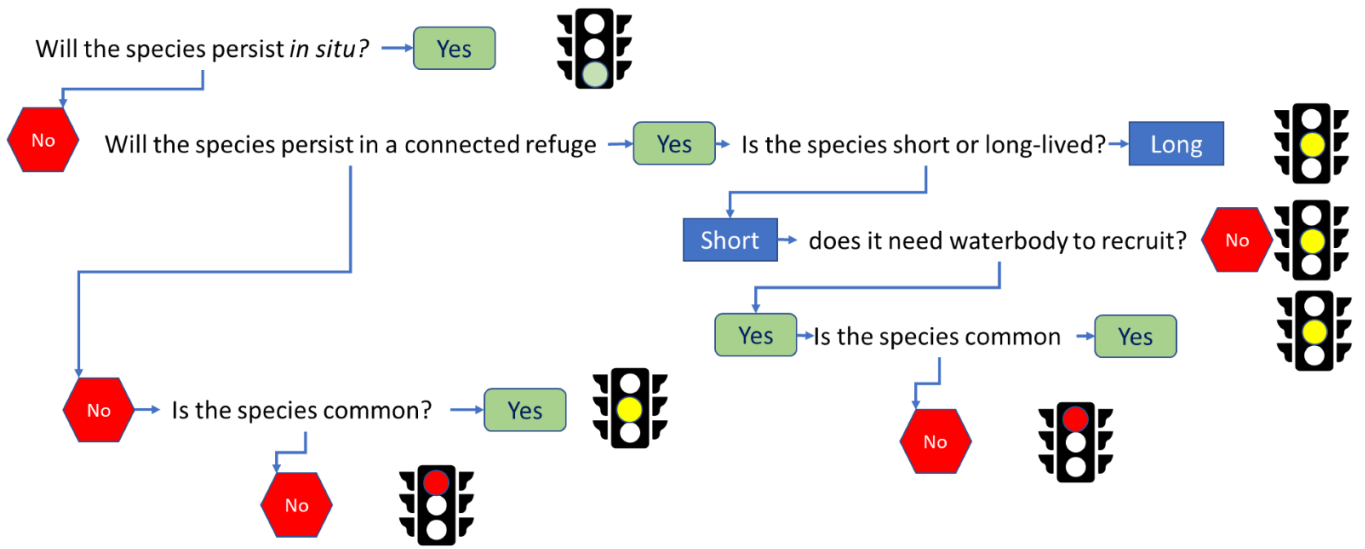 Will the species persist in situ?
Yes
No
Will the species persist in a connected refuge
Yes
Is the species short or long-lived?
Long
Short
does it need waterbody to recruit?
No
Yes
Is the species common
Yes
No
Is the species common?
Yes
No
No